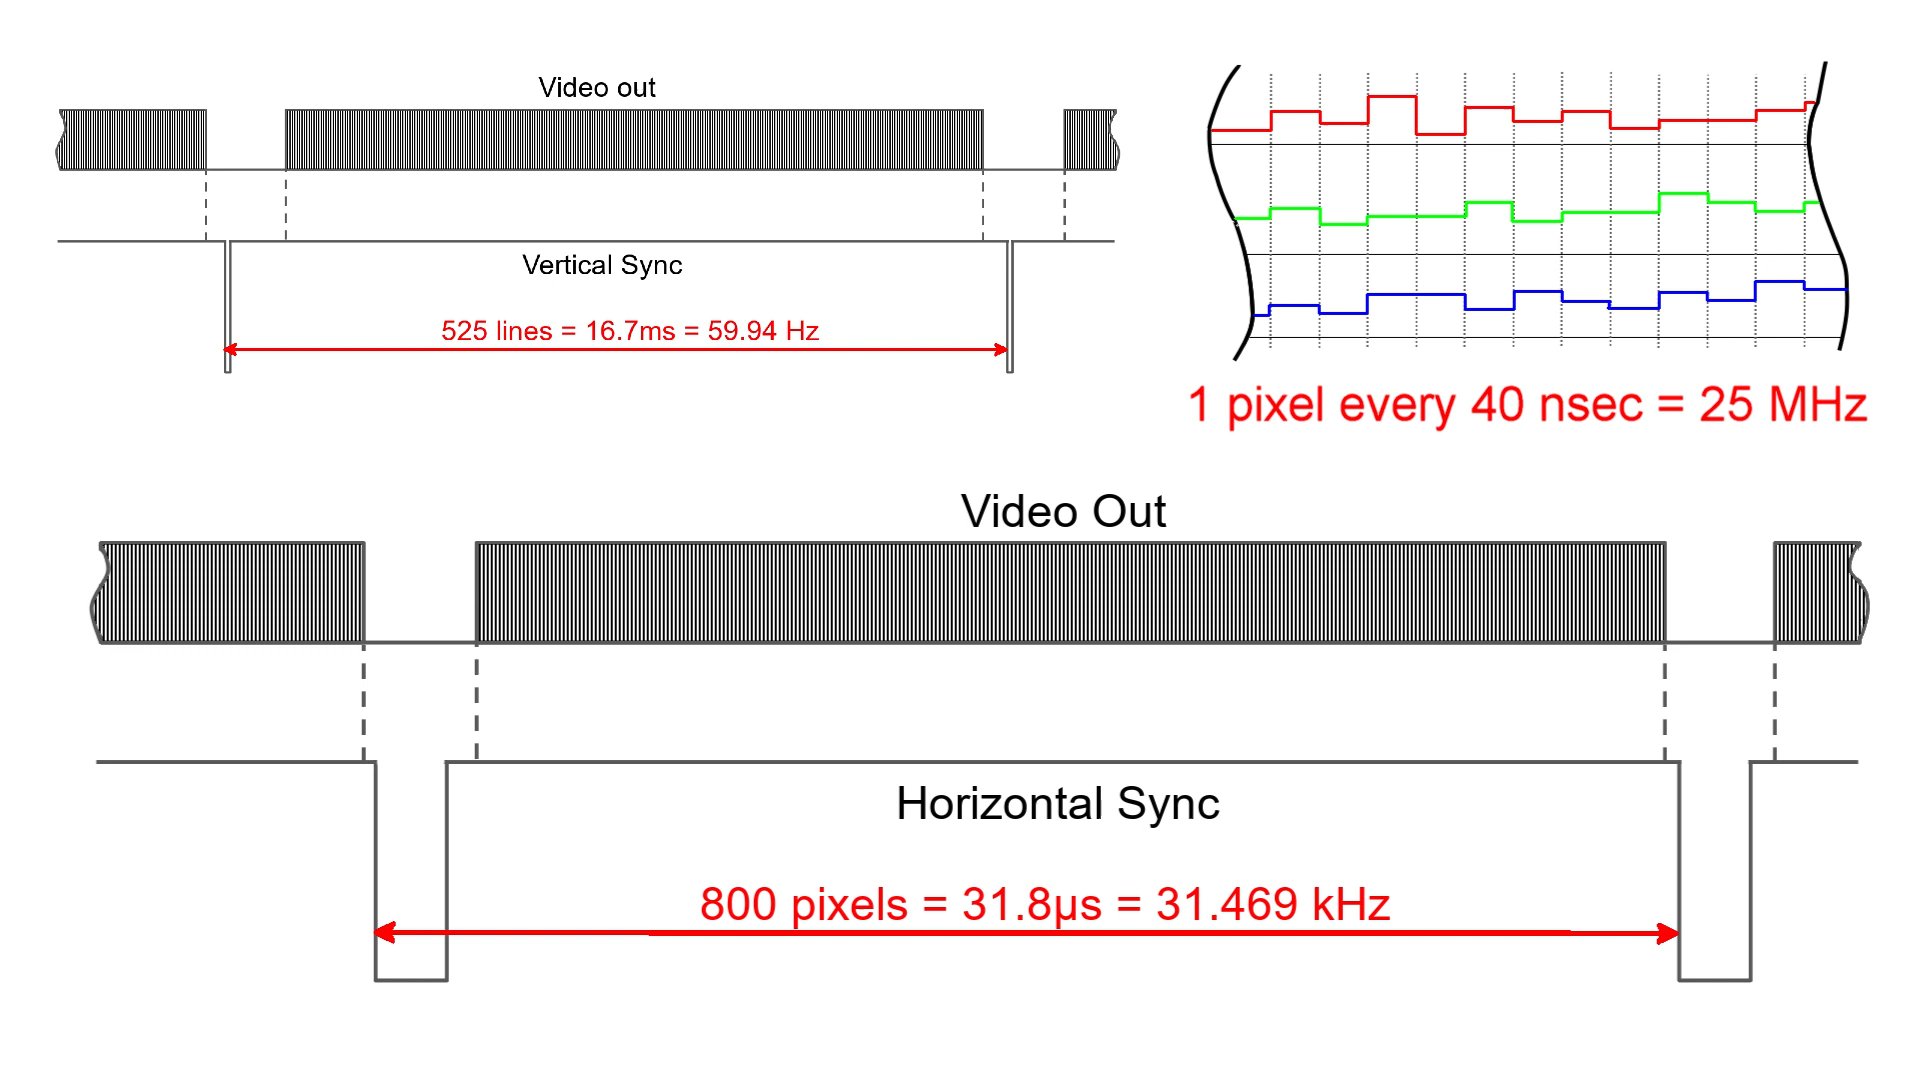 Video out
Vertical Sync
525 lines = 16.7ms = 59.94 Hz
1 pixel every 40 nsec = 25 MHz
Video Out
Horizontal Sync
800 pixels = 31.8µs = 31.469 kHz